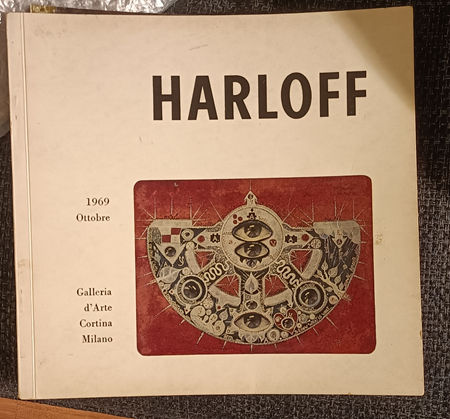 HARLOFF
1969
Ottobre
Galleria
d'Arte
Cortina
Milano